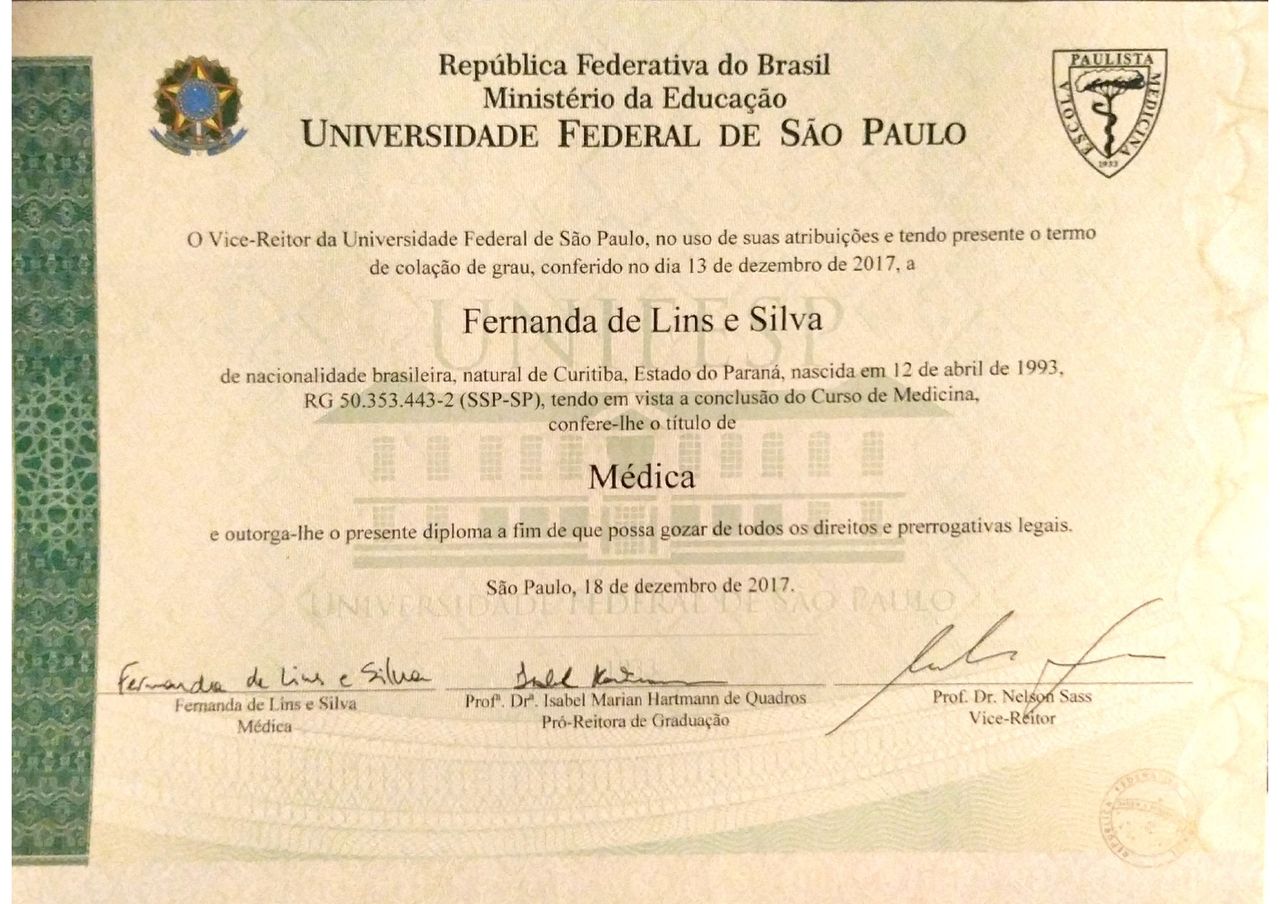 República Federativa do Brasil
Ministério da Educação
UNIVERSIDADE FEDERAL DE SÃO PAULO
ESCOLA PAULISTA MEDICINA
1933
O Vice-Reitor da Universidade Federal de São Paulo, no uso de suas atribuições e tendo presente o termo
de colação de grau, conferido no dia 13 de dezembro de 2017, a
UNIFESP
Fernanda de Lins e Silva
de nacionalidade brasileira, natural de Curitiba, Estado do Paraná, nascida em 12 de abril de 1993,
RG 50.353.443-2 (SSP-SP), tendo em vista a conclusão do Curso de Medicina,
confere-lhe o título de
Médica
e outorga-lhe o presente diploma a fim de que possa gozar de todos os direitos e prerrogativas legais.
São Paulo, 18 de dezembro de 2017.
UNIVERSIDADE FEDERAL DE SÃO PAULO
Fernanda de Lins e Silva
Fernanda de Lins e Silva
Médica
Profª. Drª. Isabel Marian Hartmann de Quadros
Pró-Reitora de Graduação
Prof. Dr. Nelson Sass
Vice-Reitor